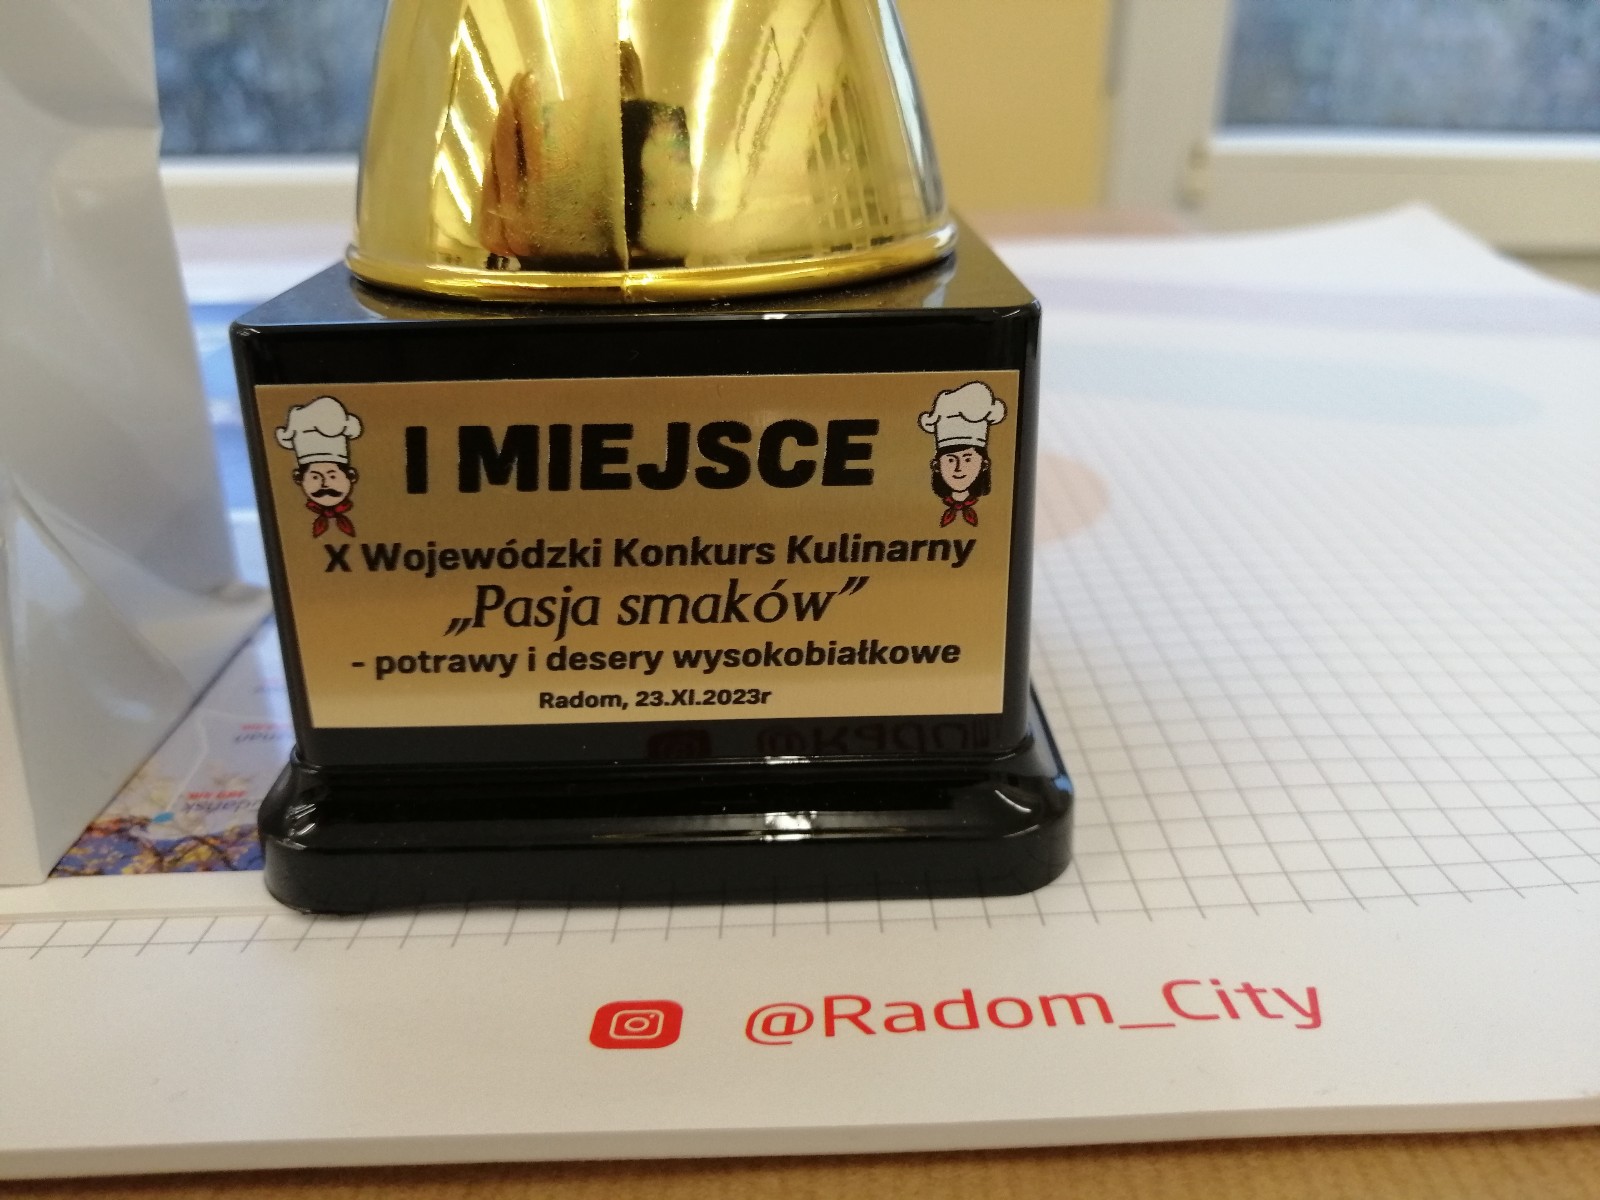 I MIEJSCE
X Wojewódzki Konkurs Kulinarny
„Pasja smaków”
- potrawy i desery wysokobiałkowe
Radom, 23.XI.2023r
@Radom_City